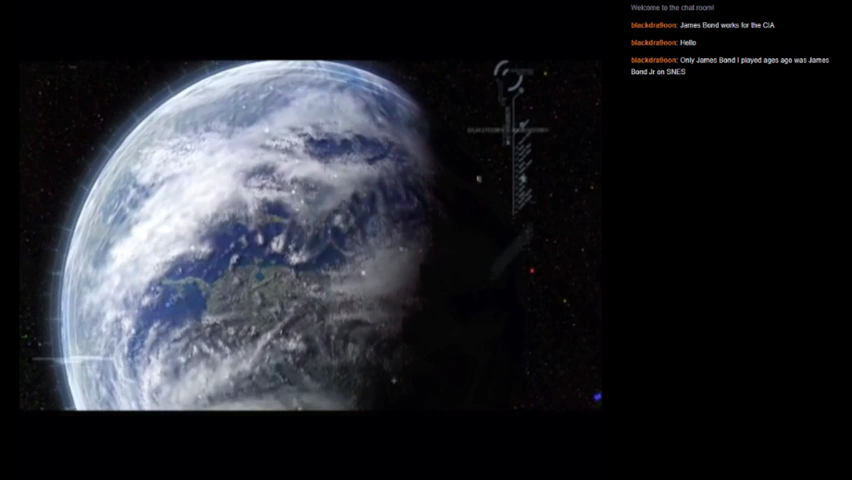 Welcome to the chat room!
blackdra9oon: James Bond works for the CIA
blackdra9oon: Hello
blackdra9oon: Only James Bond I played ages ago was James
Bond Jr on SNES